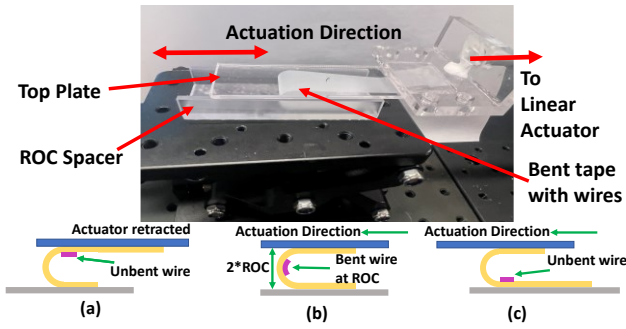 Actuation Direction
Top Plate
To
Linear
Actuator
ROC Spacer
Bent tape
with wires
Actuator retracted
Unbent wire
(a)
Actuation Direction
2*ROC
Bent wire
at ROC
(b)
Actuation Direction
Unbent wire
(c)